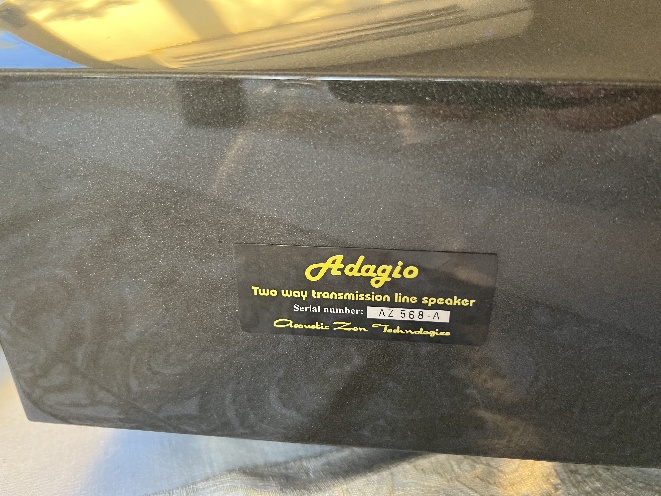 Adagio
Two way transmission line speaker
Serial number: AZ 568-A
Acoustic Zen Technologies